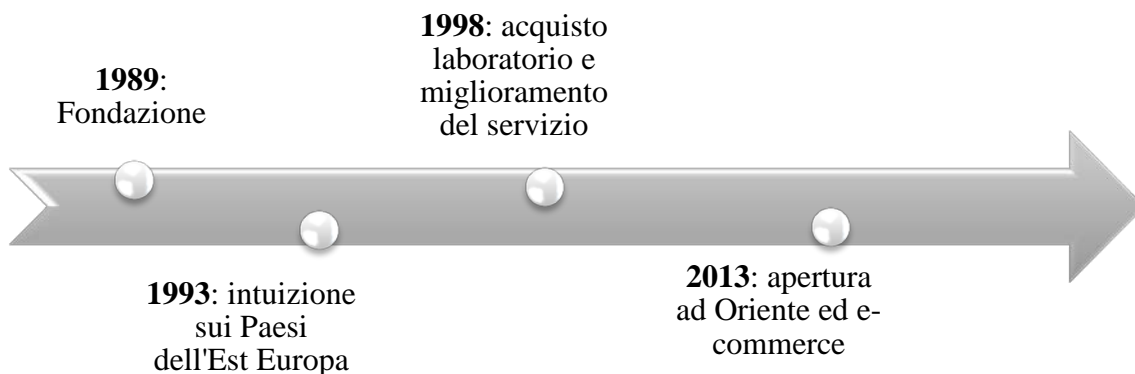 1989:
Fondazione
1993: intuizione
sui Paesi
dell'Est Europa
1998: acquisto
laboratorio e
miglioramento
del servizio
2013: apertura
ad Oriente ed e-
commerce